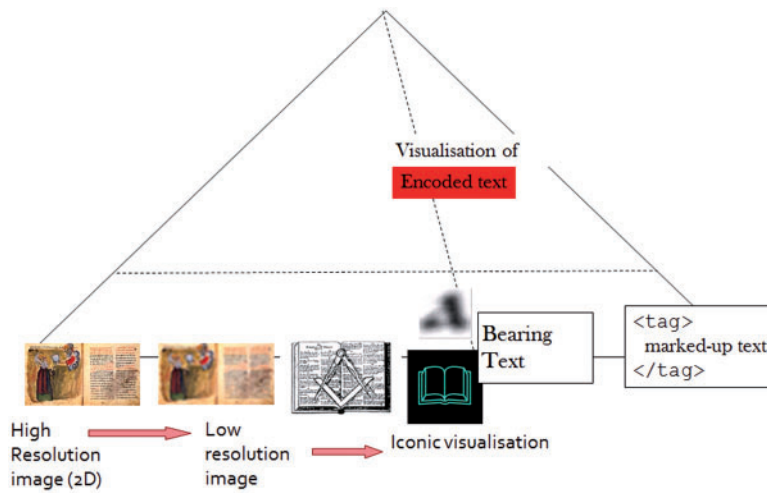 Visualisation of
Encoded text
Bearing
Text
<tag>
marked-up text
</tag>
High
Resolution
image (2D)
Low
resolution
image
Iconic visualisation